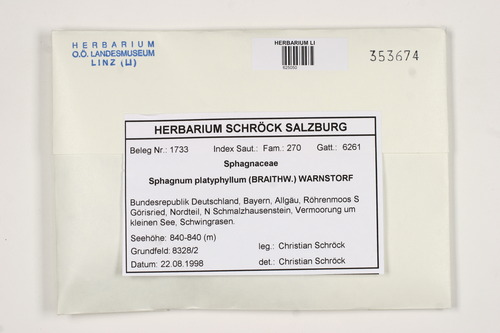 HERBARIUM
O.Ö. LANDESMUSEUM
LINZ (LI)
HERBARIUM LI
353674
HERBARIUM SCHRÖCK SALZBURG
Beleg Nr.: 1733 Index Saut.: Fam.: 270 Gatt.: 6261
Sphagnaceae
Sphagnum platyphyllum (BRAITHW.) WARNSTORF
Bundesrepublik Deutschland, Bayern, Allgäu, Röhrenmoos S
Görisried, Nordteil, N Schmalzhausenstein, Vermoorung um
kleinen See, Schwingrasen.
Seehöhe: 840-840 (m)
Grundfeld: 8328/2 leg.: Christian Schröck
Datum: 22.08.1998 det.: Christian Schröck